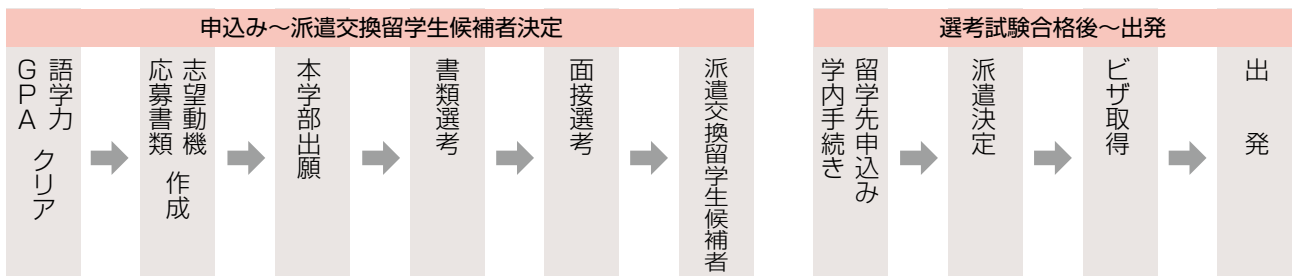 申込み〜派遣交換留学生候補者決定
語学力
GPA クリア
志望動機
応募書類 作成
本学部出願
書類選考
面接選考
派遣交換留学生候補者
選考試験合格後〜出発
留学先申込み
学内手続き
派遣決定
ビザ取得
出 発